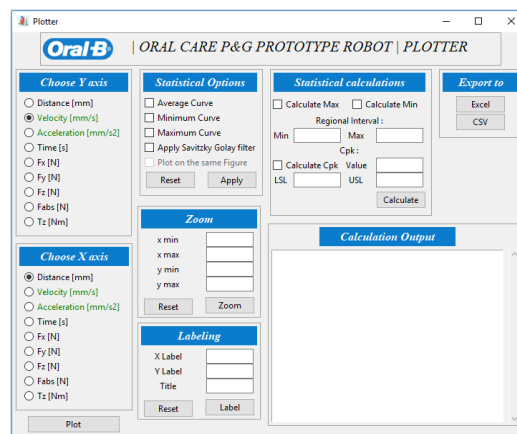 Plotter
Oral-B | ORAL CARE P&G PROTOTYPE ROBOT | PLOTTER
Choose Y axis
Distance [mm]
Velocity [mm/s]
Acceleration [mm/s2]
Time [s]
Fx [N]
Fy [N]
Fz [N]
Fabs [N]
Tz [Nm]
Choose X axis
Distance [mm]
Velocity [mm/s]
Acceleration [mm/s2]
Time [s]
Fx [N]
Fy [N]
Fz [N]
Fabs [N]
Tz [Nm]
Plot
Statistical Options
Average Curve
Minimum Curve
Maximum Curve
Apply Savitzky Golay filter
Plot on the same Figure
Reset Apply
Zoom
x min
x max
y min
y max
Reset Zoom
Labeling
X Label
Y Label
Title
Reset Label
Statistical calculations
Calculate Max Calculate Min
Regional Interval :
Min Max
Cpk :
Calculate Cpk Value
LSL USL
Calculate
Export to
Excel
CSV
Calculation Output